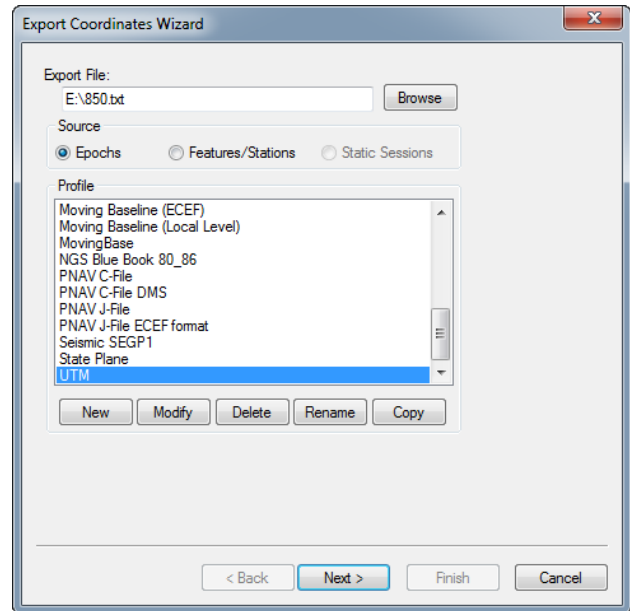 Export Coordinates Wizard
Export File:
E:\850.txt
Browse
Source
Epochs Features/Stations Static Sessions
Profile
Moving Baseline (ECEF)
Moving Baseline (Local Level)
MovingBase
NGS Blue Book 80_86
PNAV C-File
PNAV C-File DMS
PNAV J-File
PNAV J-File ECEF format
Seismic SEGP1
State Plane
UTM
New Modify Delete Rename Copy
< Back Next > Finish Cancel